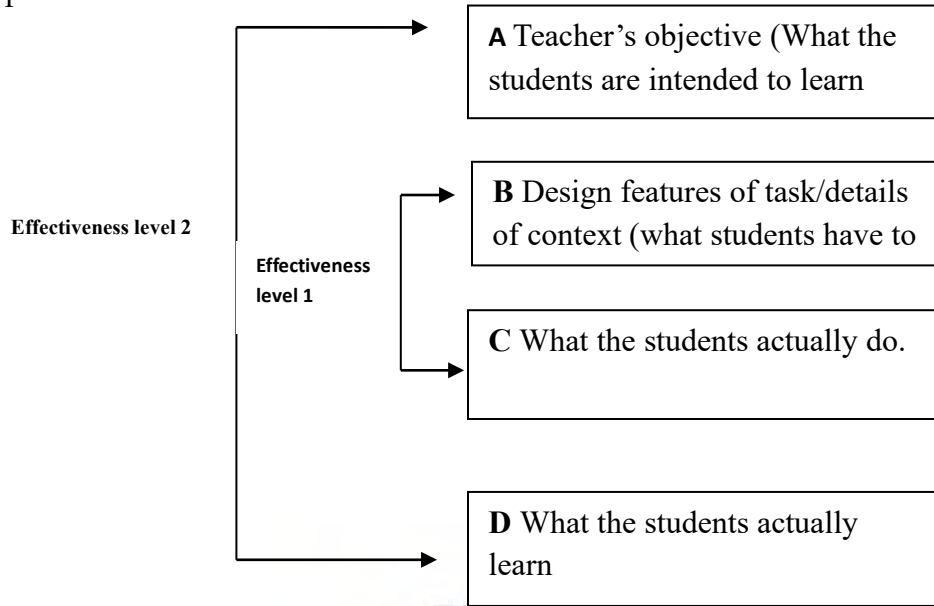 A Teacher's objective (What the
students are intended to learn
B Design features of task/details
of context (what students have to
Effectiveness level 2
Effectiveness
level 1
C What the students actually do.
D What the students actually
learn